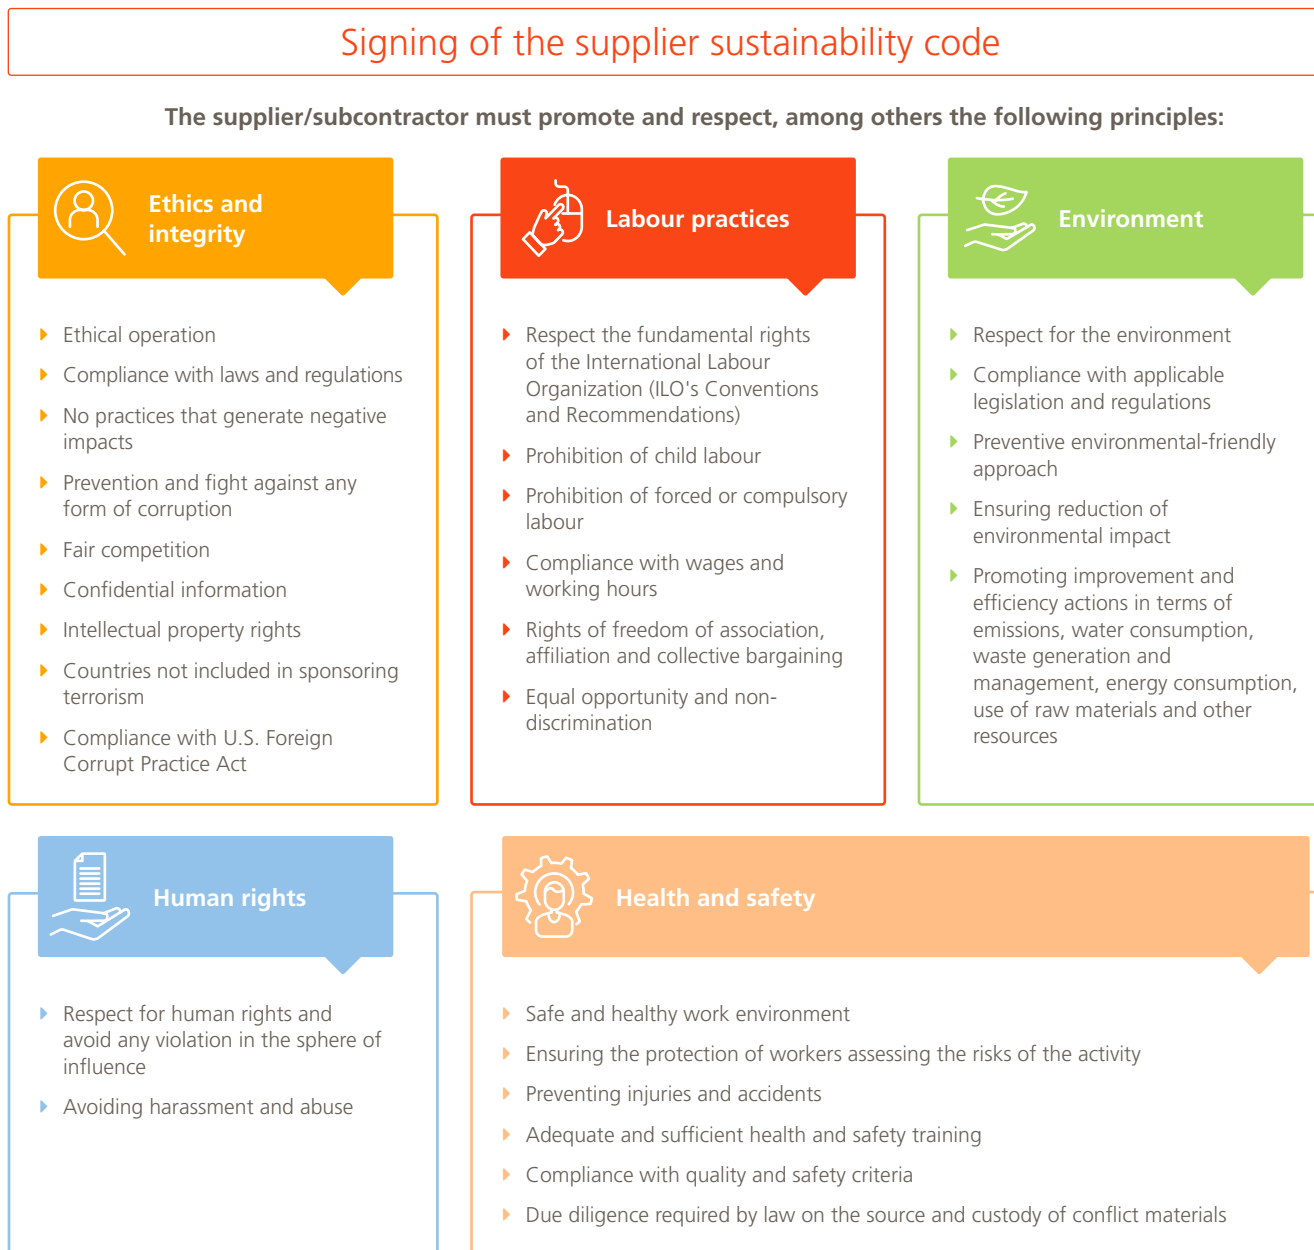 Signing of the supplier sustainability code
The supplier/subcontractor must promote and respect, among others the following principles:
Ethics and
integrity
Ethical operation
Compliance with laws and regulations
No practices that generate negative
impacts
Prevention and fight against any
form of corruption
Fair competition
Confidential information
Intellectual property rights
Countries not included in sponsoring
terrorism
Compliance with U.S. Foreign
Corrupt Practice Act
Labour practices
Respect the fundamental rights
of the International Labour
Organization (ILO's Conventions
and Recommendations)
Prohibition of child labour
Prohibition of forced or compulsory
labour
Compliance with wages and
working hours
Rights of freedom of association,
affiliation and collective bargaining
Equal opportunity and non-
discrimination
Environment
Respect for the environment
Compliance with applicable
legislation and regulations
Preventive environmental-friendly
approach
Ensuring reduction of
environmental impact
Promoting improvement and
efficiency actions in terms of
emissions, water consumption,
waste generation and
management, energy consumption,
use of raw materials and other
resources
Human rights
Respect for human rights and
avoid any violation in the sphere of
influence
Avoiding harassment and abuse
Health and safety
Safe and healthy work environment
Ensuring the protection of workers assessing the risks of the activity
Preventing injuries and accidents
Adequate and sufficient health and safety training
Compliance with quality and safety criteria
Due diligence required by law on the source and custody of conflict materials